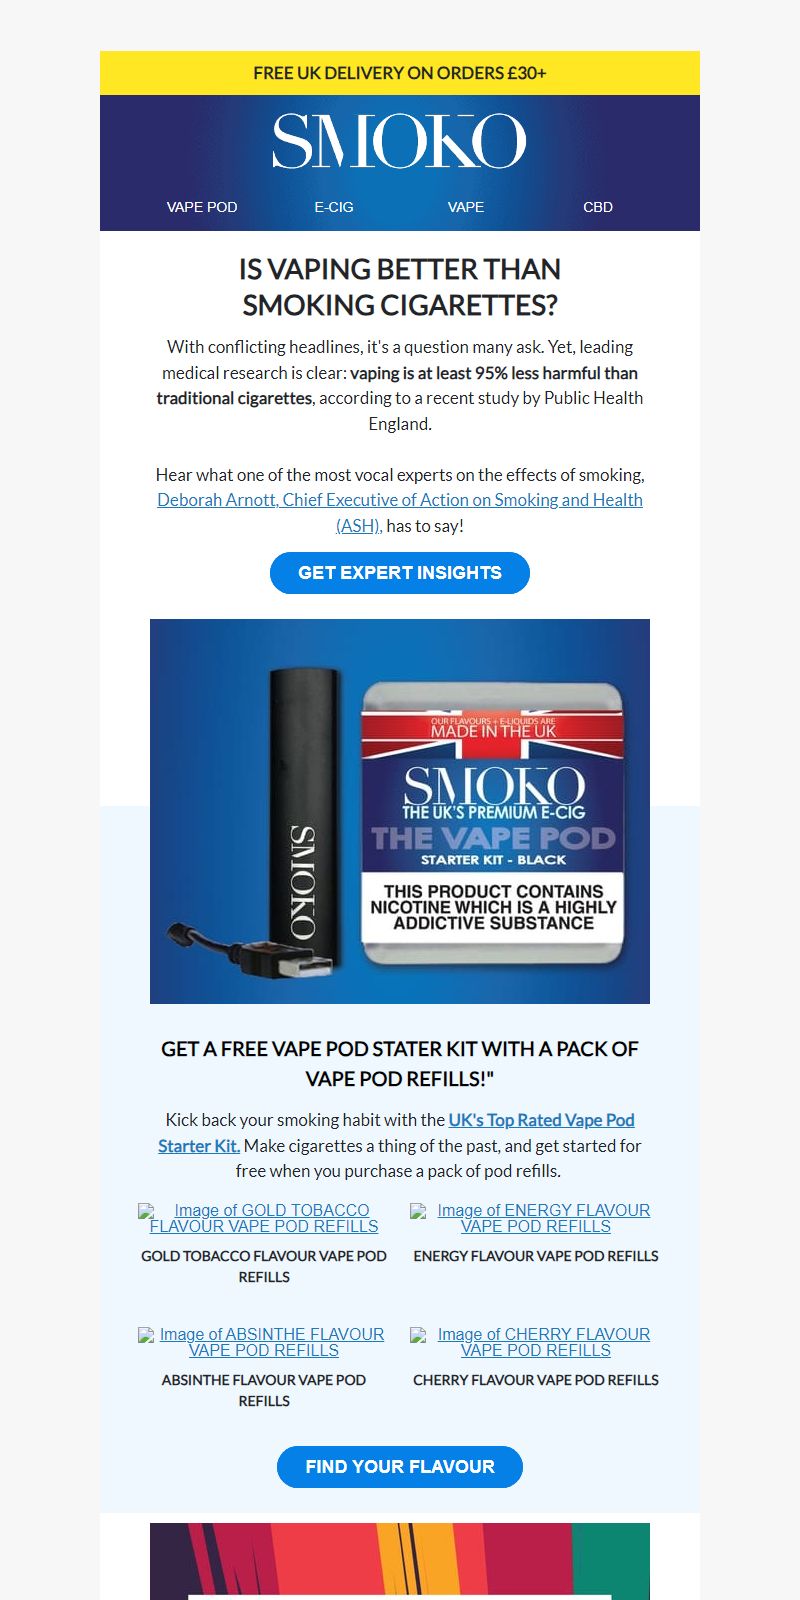 FREE UK DELIVERY ON ORDERS £30+
SMOKO
VAPE POD E-CIG VAPE CBD
IS VAPING BETTER THAN
SMOKING CIGARETTES?
With conflicting headlines, it's a question many ask. Yet, leading
medical research is clear: vaping is at least 95% less harmful than
traditional cigarettes, according to a recent study by Public Health
England.
Hear what one of the most vocal experts on the effects of smoking,
Deborah Arnott, Chief Executive of Action on Smoking and Health
(ASH), has to say!
GET EXPERT INSIGHTS
SMOKO
OUR FLAVOURS + E-LIQUIDS ARE
MADE IN THE UK
SMOKO
THE UK'S PREMIUM E-CIG
THE VAPE POD
STARTER KIT - BLACK
THIS PRODUCT CONTAINS
NICOTINE WHICH IS A HIGHLY
ADDICTIVE SUBSTANCE
GET A FREE VAPE POD STATER KIT WITH A PACK OF
VAPE POD REFILLS!"
Kick back your smoking habit with the UK's Top Rated Vape Pod
Starter Kit. Make cigarettes a thing of the past, and get started for
free when you purchase a pack of pod refills.
Image of GOLD TOBACCO
FLAVOUR VAPE POD REFILLS
GOLD TOBACCO FLAVOUR VAPE POD
REFILLS
Image of ENERGY FLAVOUR
VAPE POD REFILLS
ENERGY FLAVOUR VAPE POD REFILLS
Image of ABSINTHE FLAVOUR
VAPE POD REFILLS
ABSINTHE FLAVOUR VAPE POD
REFILLS
Image of CHERRY FLAVOUR
VAPE POD REFILLS
CHERRY FLAVOUR VAPE POD REFILLS
FIND YOUR FLAVOUR